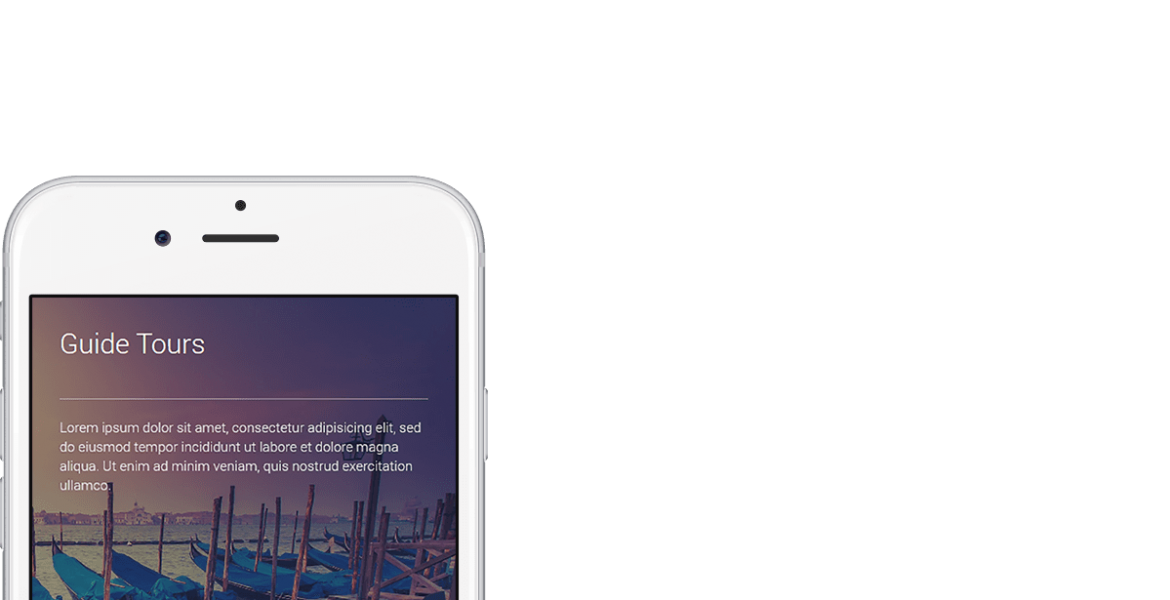 Guide Tours
Lorem ipsum dolor sit amet, consectetur adipisicing elit, sed
do eiusmod tempor incididunt ut labore et dolore magna
aliqua. Ut enim ad minim veniam, quis nostrud exercitation
ullamco.